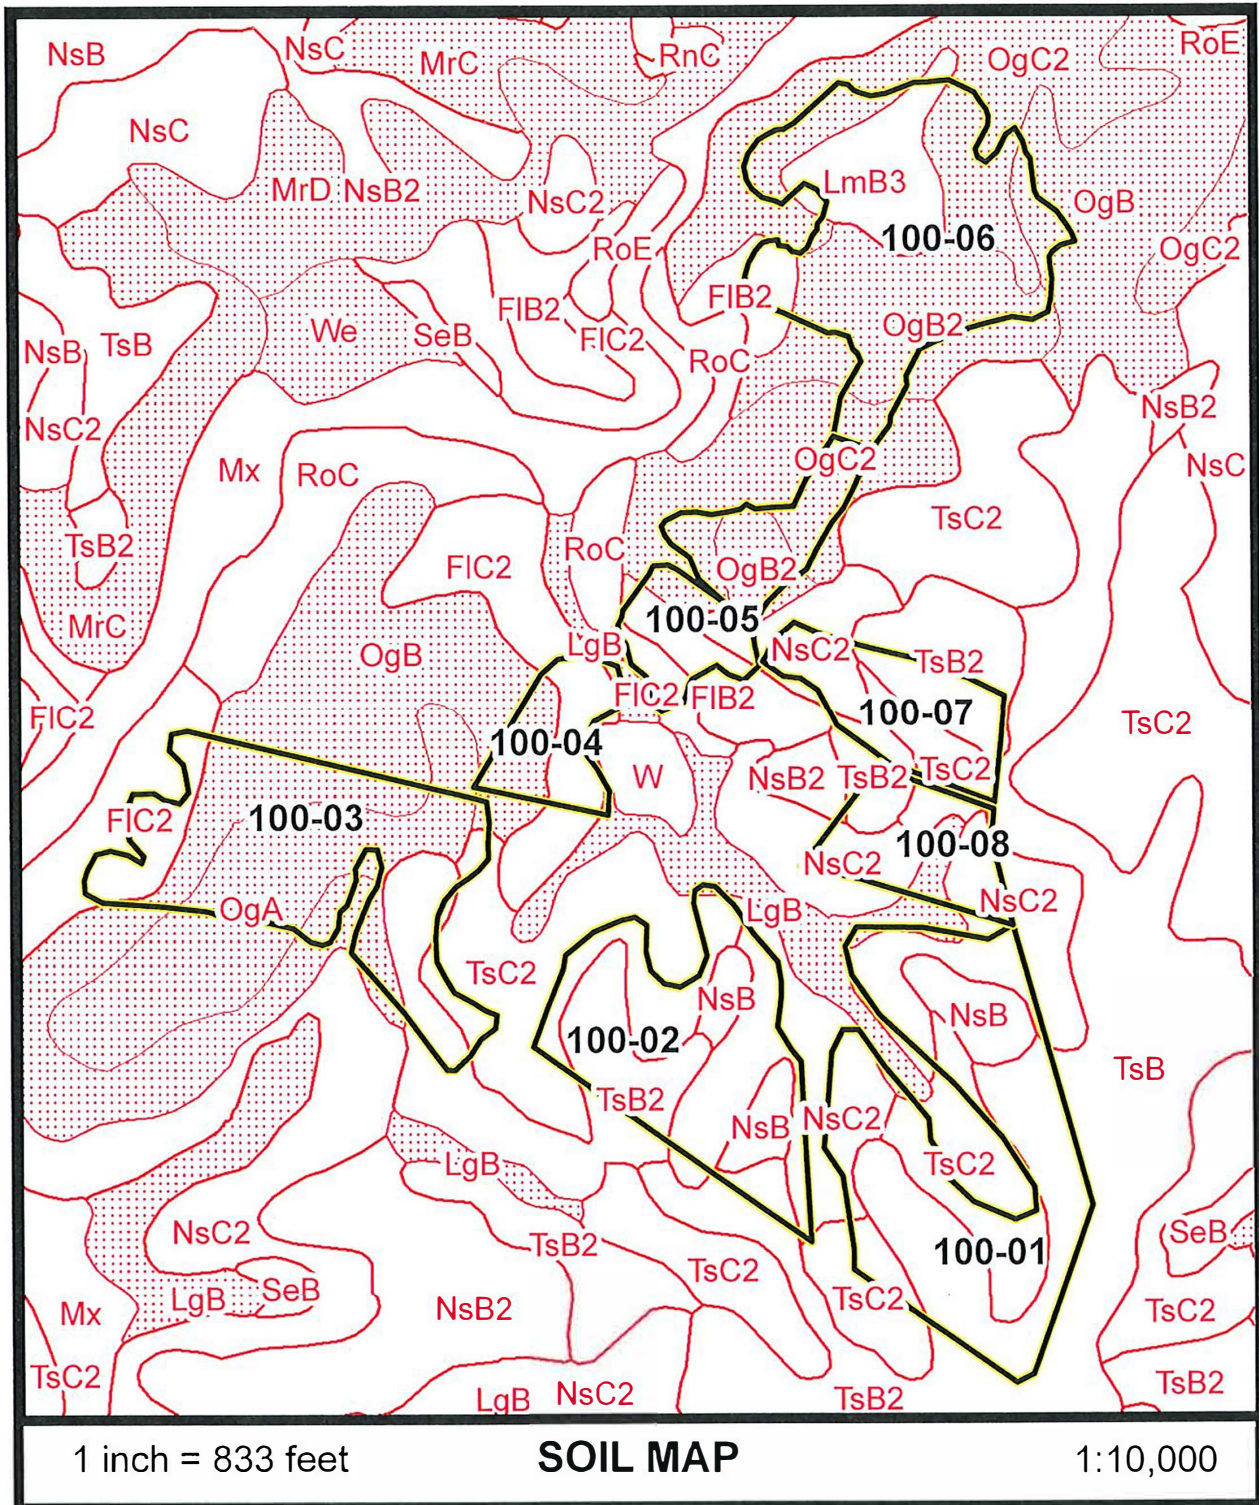 NsB
NsC
MrC
RnC
OgC2
RoE
NsC
MrD
NsB2
NsC2
LmB3
OgB
100-06
RoE
OgC2
FlB2
FlB2
NsB
TsB
We
SeB
FlC2
OgB2
RoC
NsC2
NsB2
Mx
RoC
OgC2
NsC
TsC2
TsB2
RoC
FlC2
OgB2
MrC
100-05
OgB
LgB
NsC2
TsB2
FlC2
FlB2
FlC2
100-07
TsC2
100-04
W
NsB2
TsB2
TsC2
FlC2
100-03
100-08
NsC2
OgA
LgB
NsC2
TsC2
NsB
NsB
100-02
TsB
TsB2
NsB
NsC2
LgB
TsC2
NsC2
TsB2
100-01
SeB
LgB
SeB
TsC2
Mx
NsB2
TsC2
TsC2
TsC2
LgB
NsC2
TsB2
TsB2
1 inch = 833 feet
SOIL MAP
1:10,000